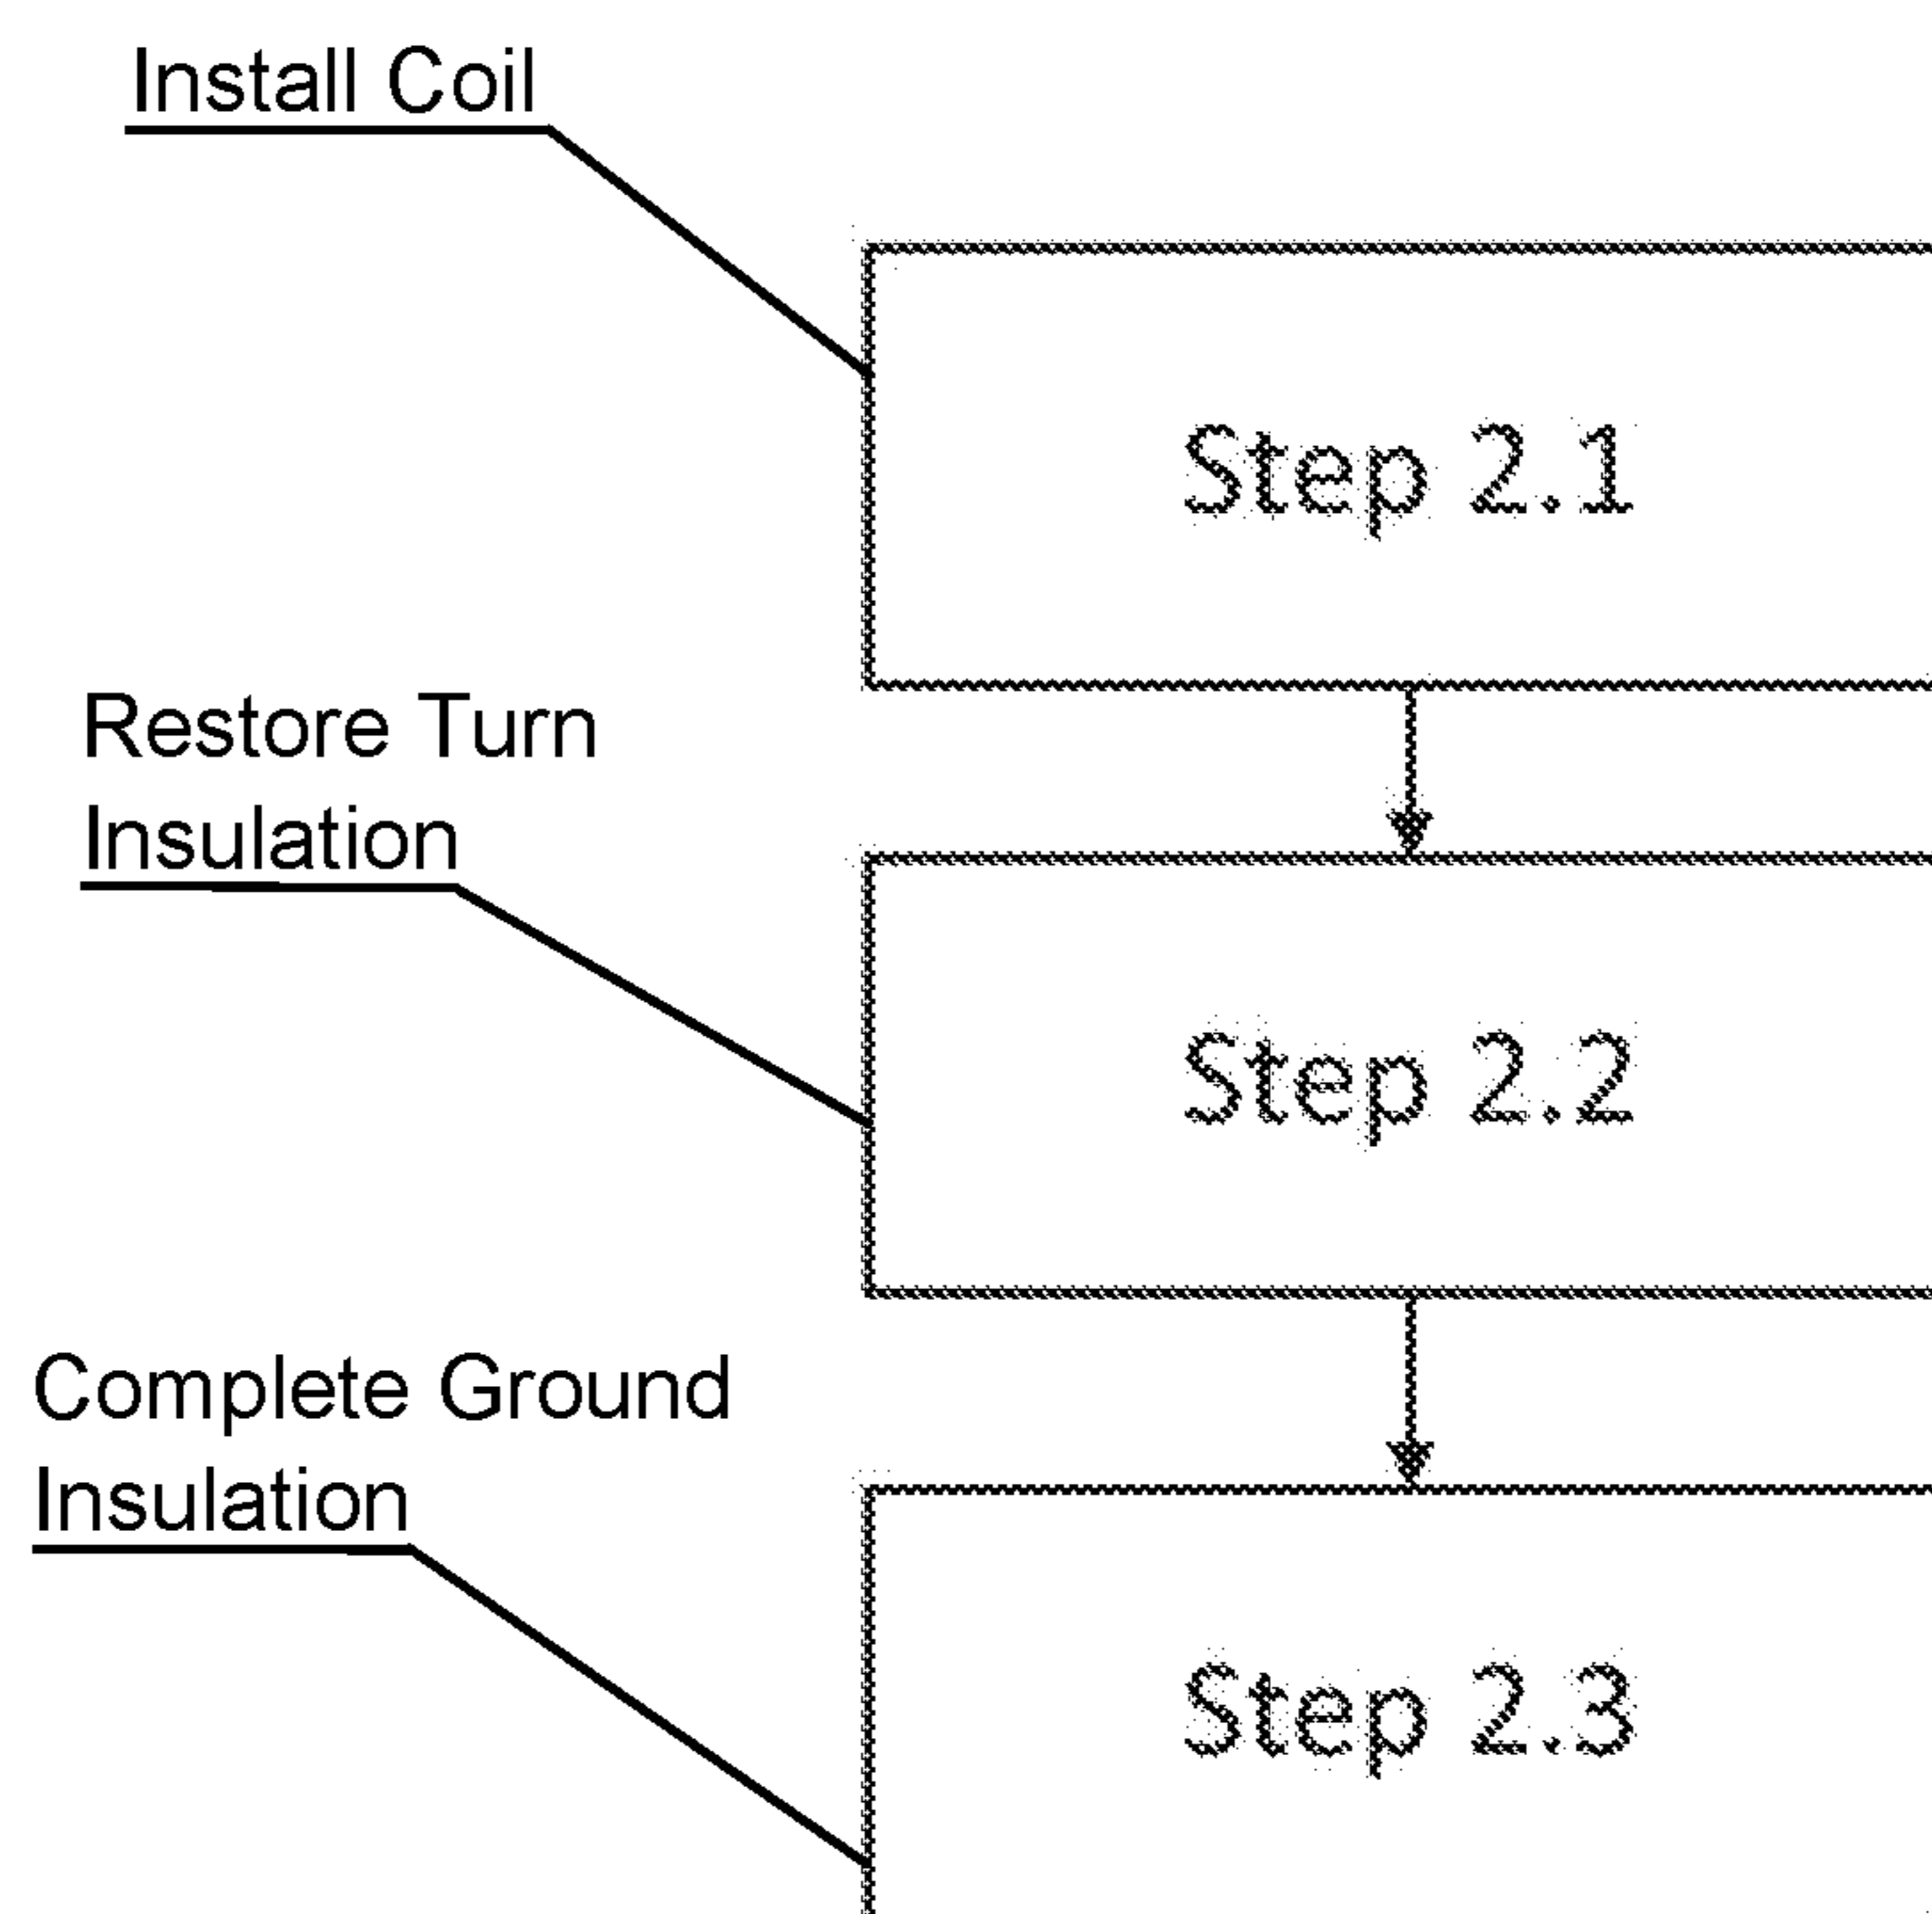 Install Coil
Step 2.1
Restore Turn
Insulation
Step 2.2
Complete Ground
Insulation
Step 2.3